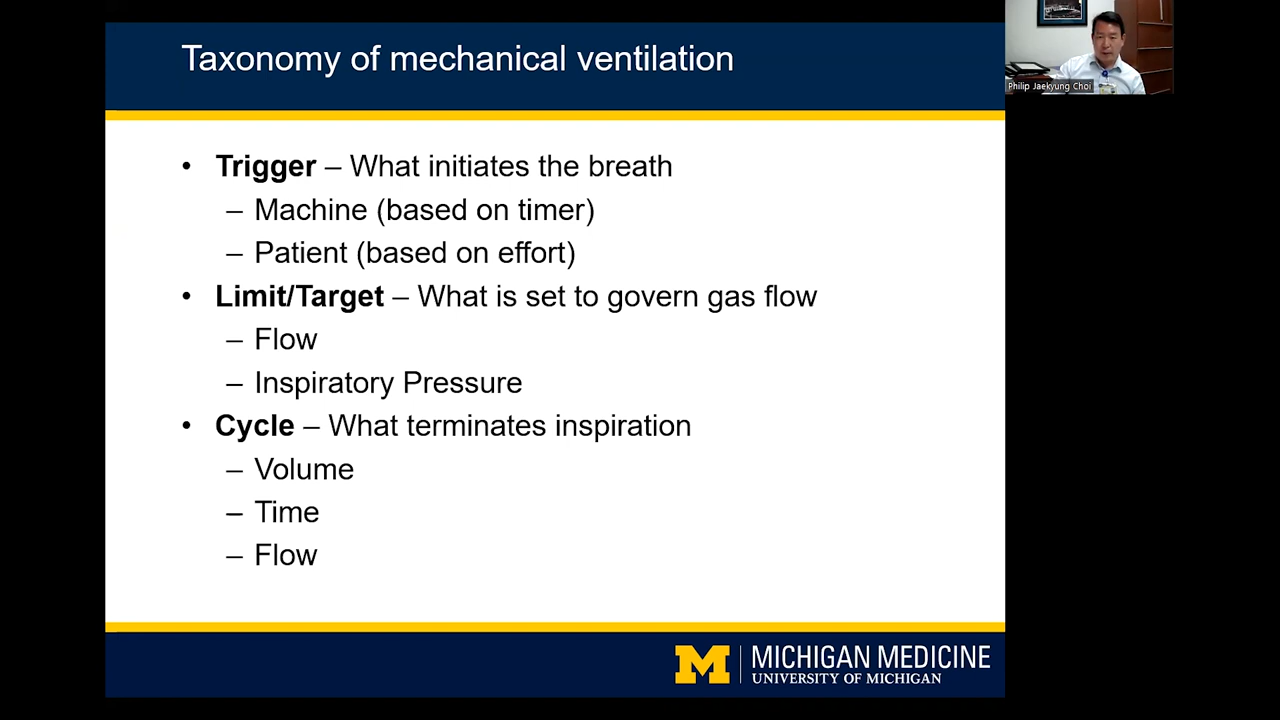 Taxonomy of mechanical ventilation
Philip Jaekyung Choi
• Trigger – What initiates the breath
– Machine (based on timer)
– Patient (based on effort)
• Limit/Target – What is set to govern gas flow
– Flow
– Inspiratory Pressure
• Cycle – What terminates inspiration
– Volume
– Time
– Flow
M MICHIGAN MEDICINE
UNIVERSITY OF MICHIGAN